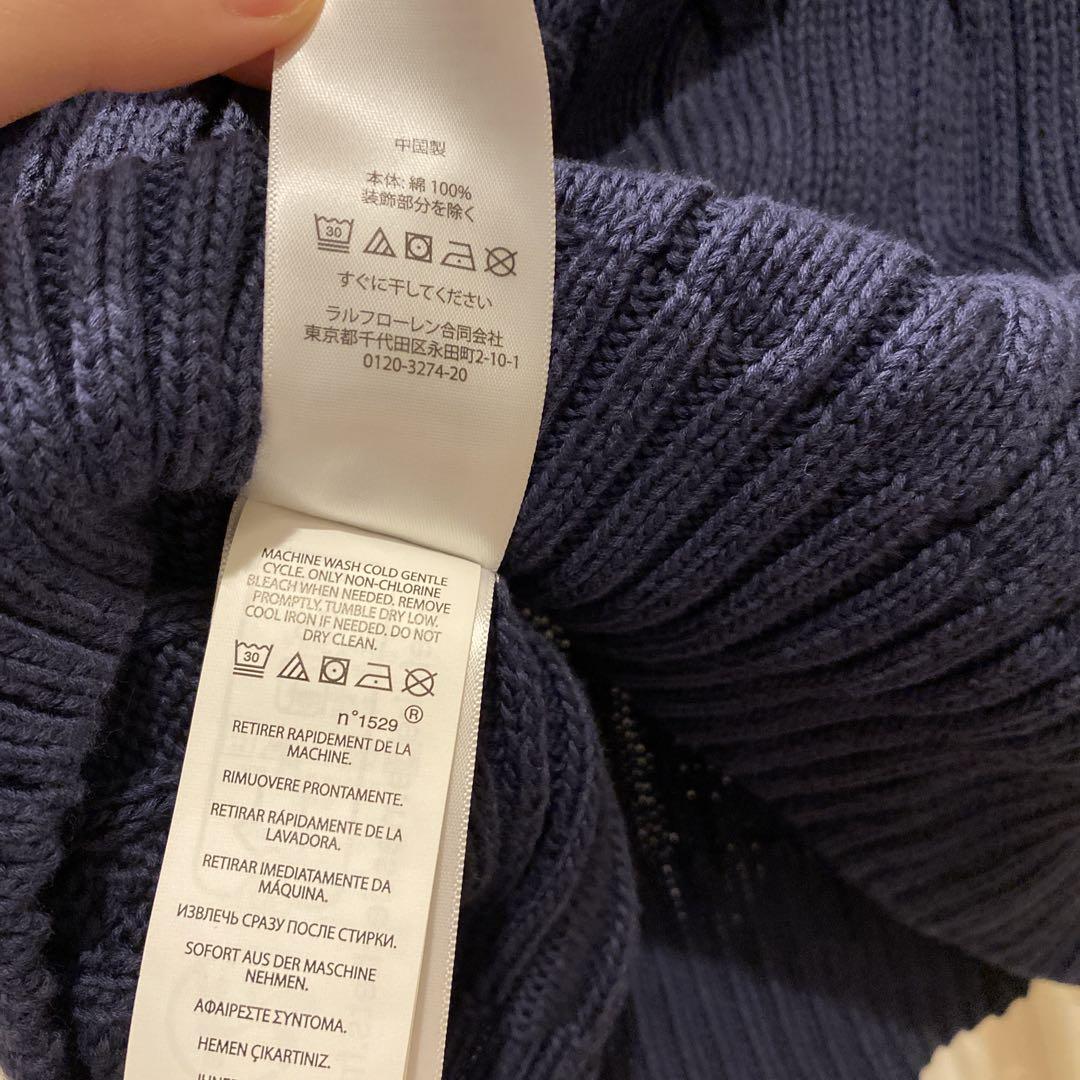 中国製
本体: 綿 100%
装飾部分を除く
30
すぐに干してください
ラルフローレン合同会社
東京都千代田区永田町2-10-1
0120-3274-20
MACHINE WASH COLD GENTLE
CYCLE. ONLY NON-CHLORINE
BLEACH WHEN NEEDED. REMOVE
PROMPTLY. TUMBLE DRY LOW.
COOL IRON IF NEEDED. DO NOT
DRY CLEAN.
30
n°1529 ®
RETIRER RAPIDEMENT DE LA
MACHINE.
RIMUOVERE PRONTAMENTE.
RETIRAR RÁPIDAMENTE DE LA
LAVADORA.
RETIRAR IMEDIATAMENTE DA
MÁQUINA.
ИЗВЛЕЧЬ СРАЗУ ПОСЛЕ СТИРКИ.
SOFORT AUS DER MASCHINE
NEHMEN.
ΑΦΑΙΡΕΣΤΕ ΣΥΝΤΟΜΑ.
HEMEN ÇIKARTINIZ.